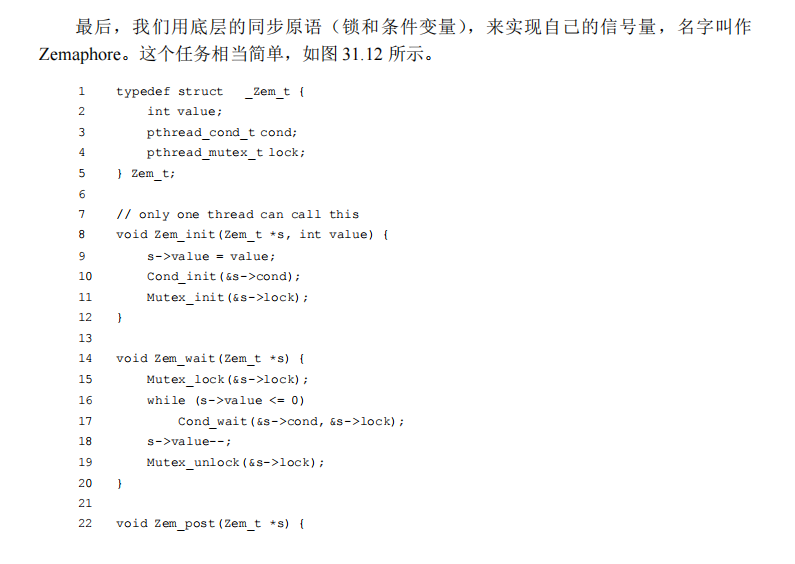 最后，我们用底层的同步原语（锁和条件变量），来实现自己的信号量，名字叫作
Zemaphore。这个任务相当简单，如图 31.12 所示。
1 typedef struct _Zem_t {
2 int value;
3 pthread_cond_t cond;
4 pthread_mutex_t lock;
5 } Zem_t;
6
7 // only one thread can call this
8 void Zem_init(Zem_t *s, int value) {
9 s->value = value;
10 Cond_init(&s->cond);
11 Mutex_init(&s->lock);
12 }
13
14 void Zem_wait(Zem_t *s) {
15 Mutex_lock(&s->lock);
16 while (s->value <= 0)
17 Cond_wait(&s->cond, &s->lock);
18 s->value--;
19 Mutex_unlock(&s->lock);
20 }
21
22 void Zem_post(Zem_t *s) {